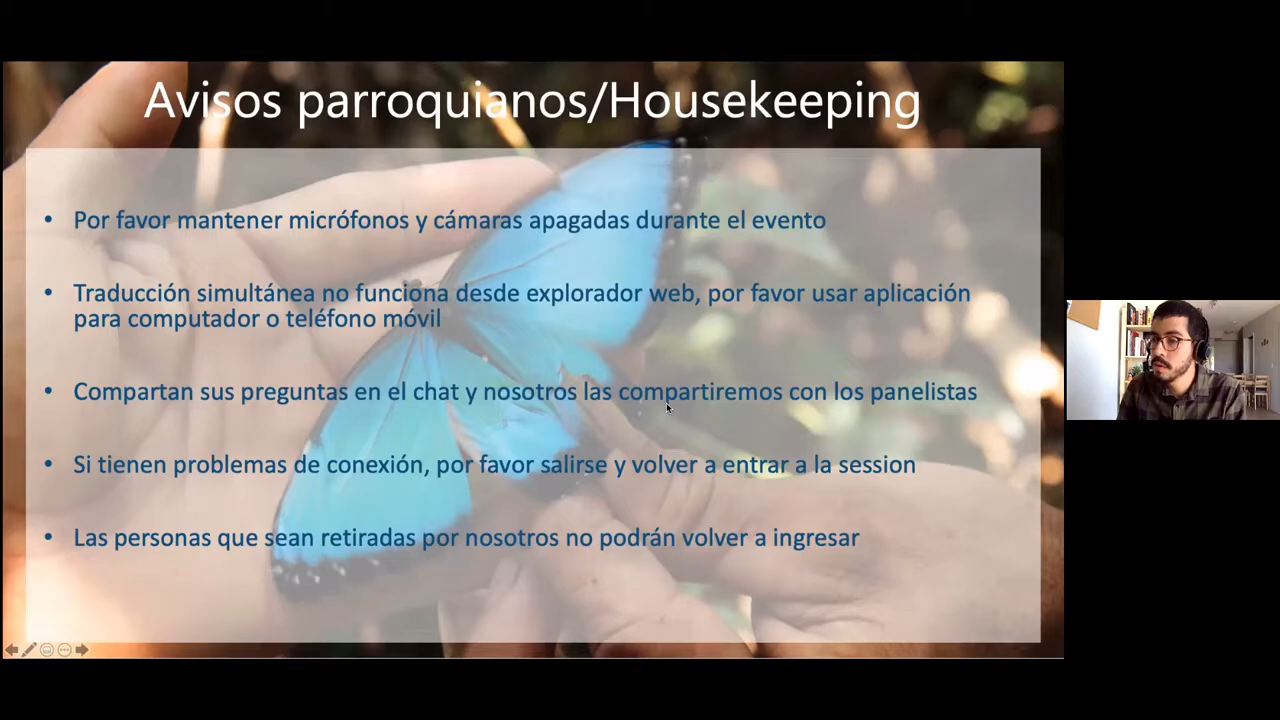 Avisos parroquianos/Housekeeping
• Por favor mantener micrófonos y cámaras apagadas durante el evento
• Traducción simultánea no funciona desde explorador web, por favor usar aplicación
para computador o teléfono móvil
• Compartan sus preguntas en el chat y nosotros las compartiremos con los panelistas
• Si tienen problemas de conexión, por favor salirse y volver a entrar a la session
• Las personas que sean retiradas por nosotros no podrán volver a ingresar